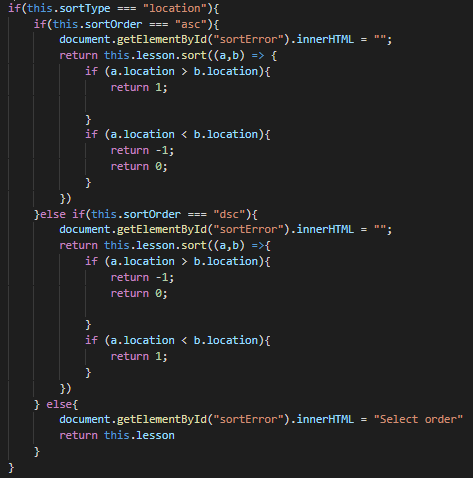 if(this.sortType === "location"){
    if(this.sortOrder === "asc"){
        document.getElementById("sortError").innerHTML = "";
        return this.lesson.sort((a,b) => {
            if (a.location > b.location){
                return 1;

            }
            if (a.location < b.location){
                return -1;
                return 0;
            }
        })
    }else if(this.sortOrder === "dsc"){
        document.getElementById("sortError").innerHTML = "";
        return this.lesson.sort((a,b) =>{
            if (a.location > b.location){
                return -1;
                return 0;

            }
            if (a.location < b.location){
                return 1;
            }
        })
    } else{
        document.getElementById("sortError").innerHTML = "Select order"
        return this.lesson
    }
}